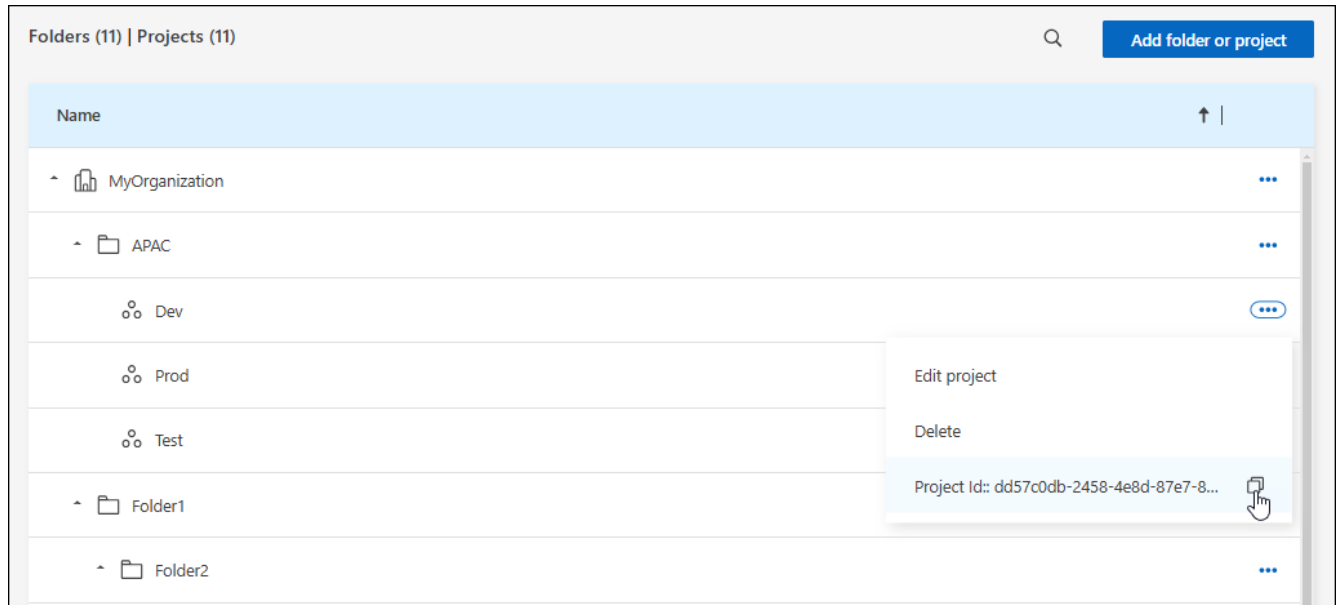 Folders (11) | Projects (11)
Add folder or project
Name
MyOrganization
APAC
Dev
Prod
Edit project
Delete
Test
Project Id:: dd57c0db-2458-4e8d-87e7-8...
Folder1
Folder2